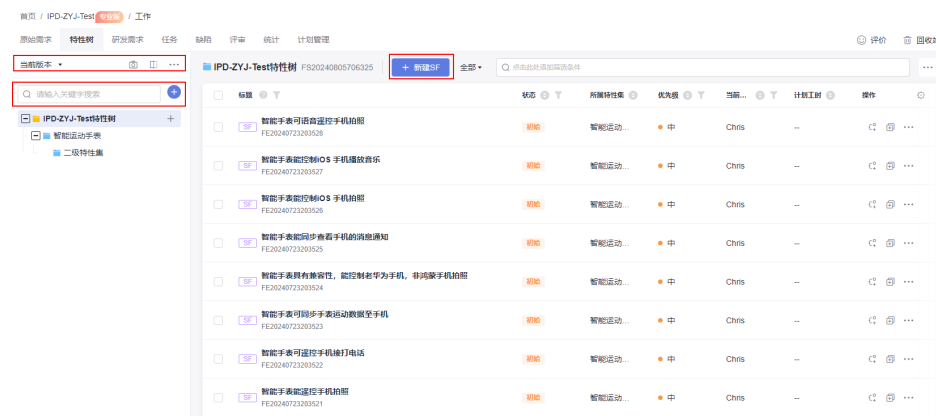 首页 / IPD-ZYJ-Test 专业版 / 工作
原始需求 特性树 研发需求 任务 缺陷 评审 统计 计划管理 评价 回收站
当前版本
IPD-ZYJ-Test特性树 FS20240805706325 + 新建SF 全部 点击此处添加筛选条件
请输入关键字搜索
IPD-ZYJ-Test特性树
智能运动手表
二级特性集
标题 状态 所属特性集 优先级 当前... 计划工时 操作
SF 智能手表可语音遥控手机拍照 初始 智能运动... 中 Chris --
FE20240723203528
SF 智能手表能控制iOS 手机播放音乐 初始 智能运动... 中 Chris --
FE20240723203527
SF 智能手表能控制iOS 手机拍照 初始 智能运动... 中 Chris --
FE20240723203526
SF 智能手表能同步查看手机的消息通知 初始 智能运动... 中 Chris --
FE20240723203525
SF 智能手表具有兼容性，能控制老华为手机，非鸿蒙手机拍照 初始 智能运动... 中 Chris --
FE20240723203524
SF 智能手表可同步手表运动数据至手机 初始 智能运动... 中 Chris --
FE20240723203523
SF 智能手表可遥控手机接打电话 初始 智能运动... 中 Chris --
FE20240723203522
SF 智能手表能遥控手机拍照 初始 智能运动... 中 Chris --
FE20240723203521